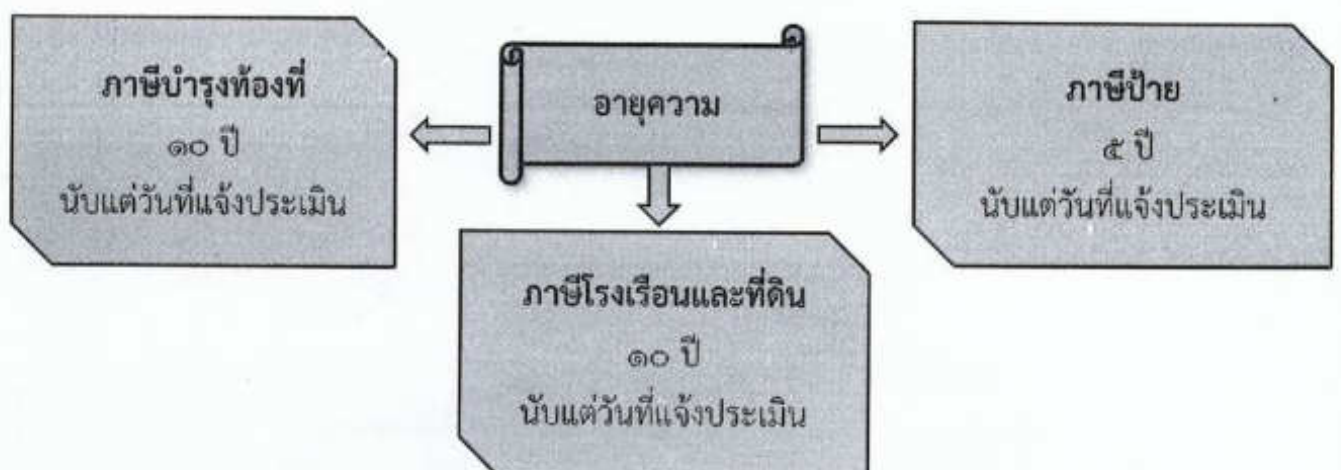 อายุความ
ภาษีบำรุงท้องที่
๑๐ ปี
นับแต่วันที่แจ้งประเมิน
ภาษีป้าย
๕ ปี
นับแต่วันที่แจ้งประเมิน
ภาษีโรงเรือนและที่ดิน
๑๐ ปี
นับแต่วันที่แจ้งประเมิน